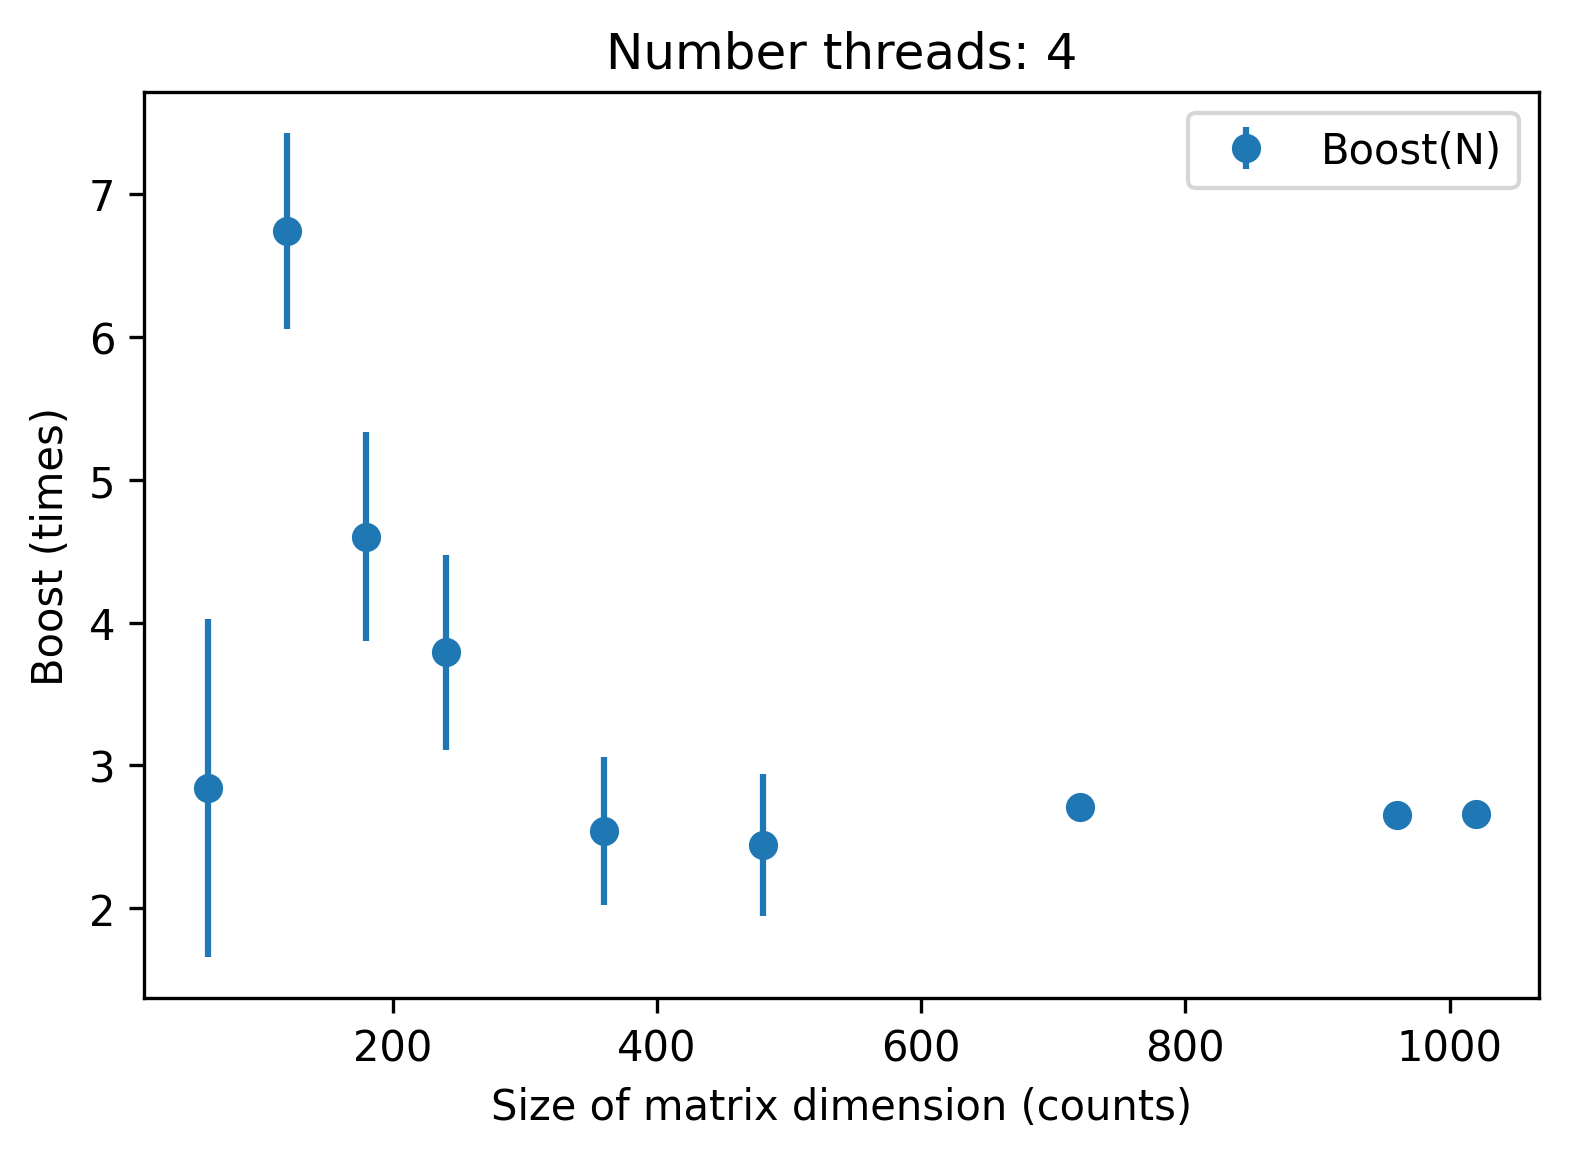 Number threads: 4
Boost(N)
Boost (times)
7
6
5
4
3
2
200 400 600 800 1000
Size of matrix dimension (counts)